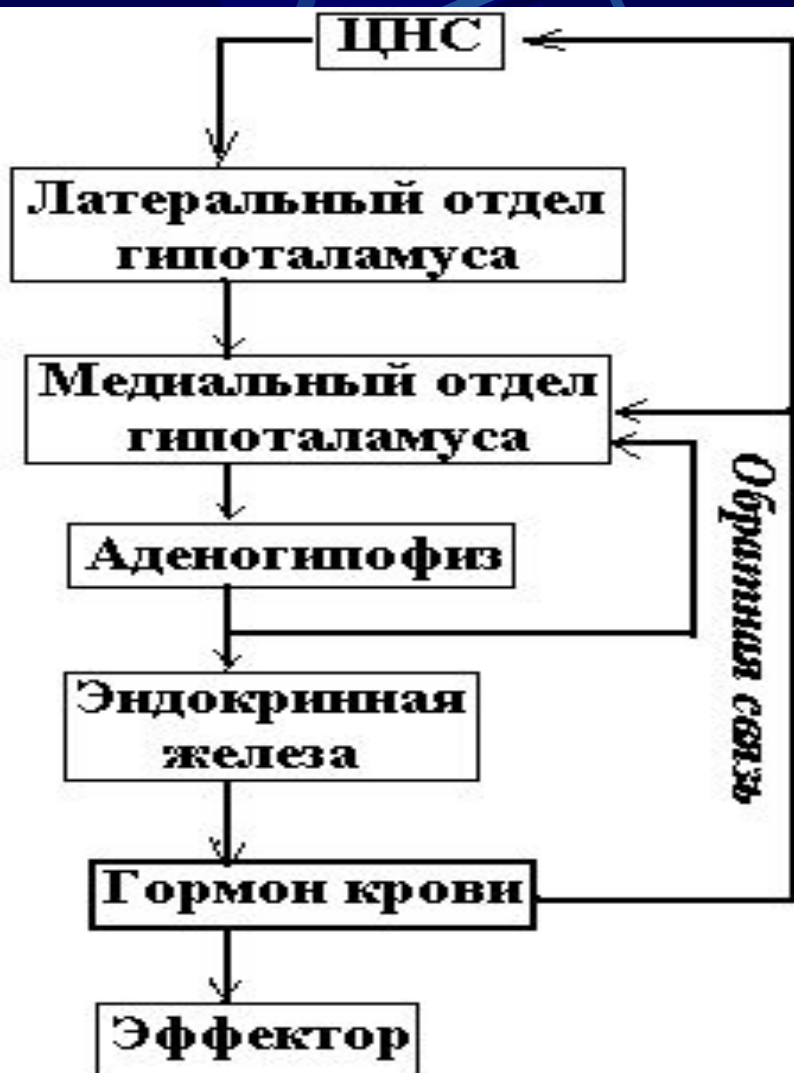 ЦНС
Латеральный отдел
гипоталамуса
Медиальный отдел
гипоталамуса
Аденогипофиз
Эндокринная
железа
Гормон крови
Эффектор
Обратная связь